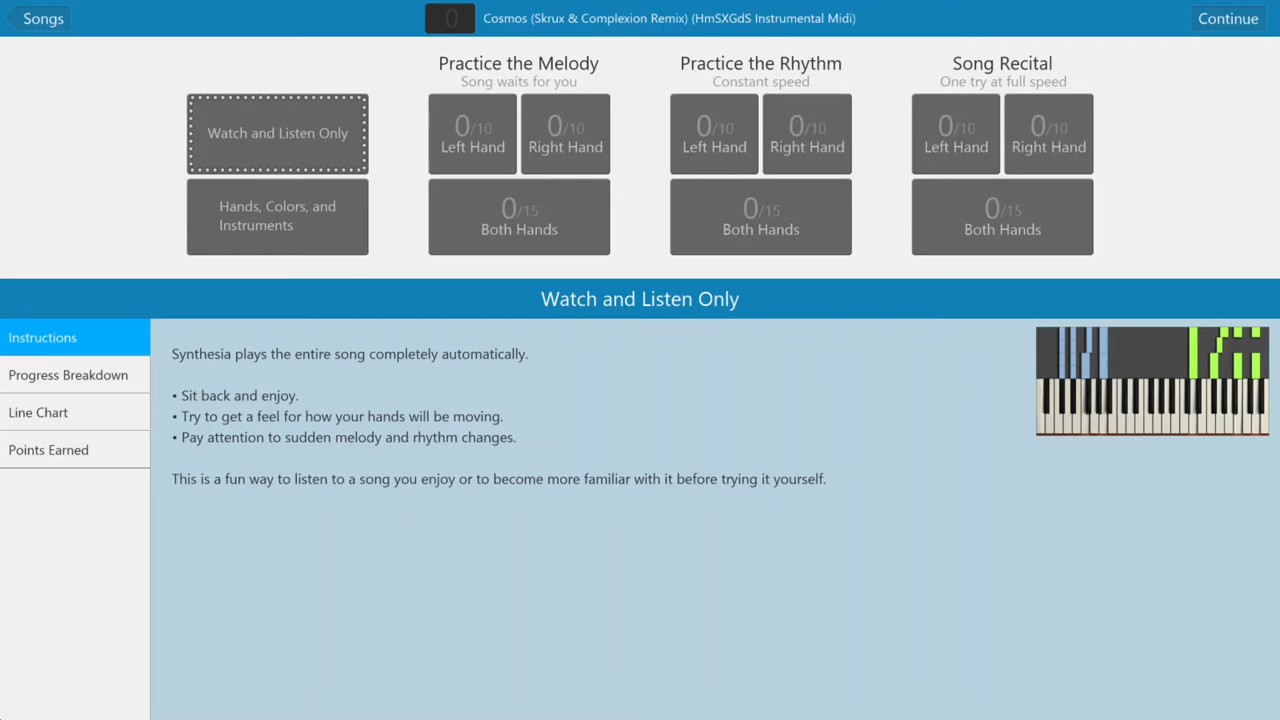 Songs
0
Cosmos (Skrux & Complexion Remix) (HmSXGdS Instrumental Midi)
Continue
Practice the Melody
Song waits for you
Practice the Rhythm
Constant speed
Song Recital
One try at full speed
Watch and Listen Only
0/10
Left Hand
0/10
Right Hand
0/10
Left Hand
0/10
Right Hand
0/10
Left Hand
0/10
Right Hand
Hands, Colors, and
Instruments
0/15
Both Hands
0/15
Both Hands
0/15
Both Hands
Watch and Listen Only
Instructions
Progress Breakdown
Line Chart
Points Earned
Synthesia plays the entire song completely automatically.
• Sit back and enjoy.
• Try to get a feel for how your hands will be moving.
• Pay attention to sudden melody and rhythm changes.
This is a fun way to listen to a song you enjoy or to become more familiar with it before trying it yourself.